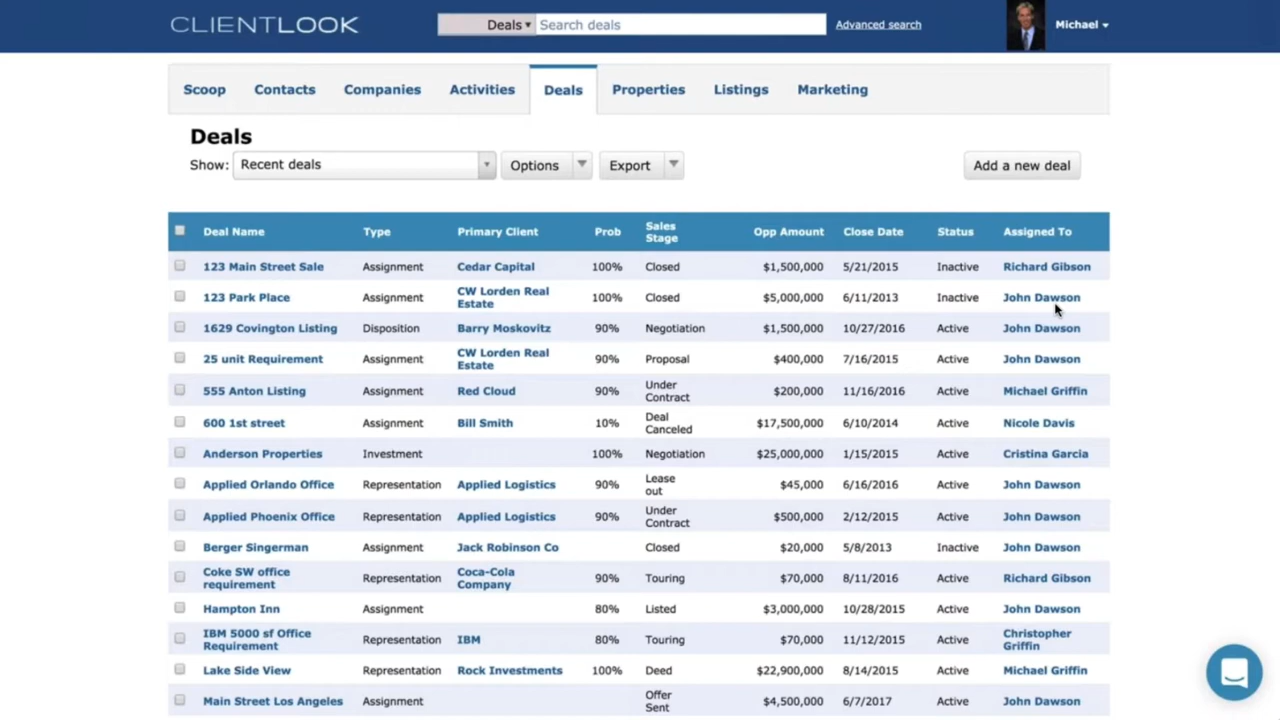 CLIENTLOOK Deals ▾ Search deals Advanced search Michael ▾
Scoop Contacts Companies Activities Deals Properties Listings Marketing
Deals
Show: Recent deals Options Export Add a new deal
Deal Name Type Primary Client Prob Sales Stage Opp Amount Close Date Status Assigned To
123 Main Street Sale Assignment Cedar Capital 100% Closed $1,500,000 5/21/2015 Inactive Richard Gibson
123 Park Place Assignment CW Lorden Real Estate 100% Closed $5,000,000 6/11/2013 Inactive John Dawson
1629 Covington Listing Disposition Barry Moskovitz 90% Negotiation $1,500,000 10/27/2016 Active John Dawson
25 unit Requirement Assignment CW Lorden Real Estate 90% Proposal $400,000 7/16/2015 Active John Dawson
555 Anton Listing Assignment Red Cloud 90% Under Contract $200,000 11/16/2016 Active Michael Griffin
600 1st street Assignment Bill Smith 10% Deal Canceled $17,500,000 6/10/2014 Active Nicole Davis
Anderson Properties Investment 100% Negotiation $25,000,000 1/15/2015 Active Cristina Garcia
Applied Orlando Office Representation Applied Logistics 90% Lease out $45,000 6/16/2016 Active John Dawson
Applied Phoenix Office Representation Applied Logistics 90% Under Contract $500,000 2/12/2015 Active John Dawson
Berger Singerman Assignment Jack Robinson Co Closed $20,000 5/8/2013 Inactive John Dawson
Coke SW office requirement Representation Coca-Cola Company 90% Touring $70,000 8/11/2016 Active Richard Gibson
Hampton Inn Assignment 80% Listed $3,000,000 10/28/2015 Active John Dawson
IBM 5000 sf Office Requirement Representation IBM 80% Touring $70,000 11/12/2015 Active Christopher Griffin
Lake Side View Representation Rock Investments 100% Deed $22,900,000 8/14/2015 Active Michael Griffin
Main Street Los Angeles Assignment Offer Sent $4,500,000 6/7/2017 Active John Dawson